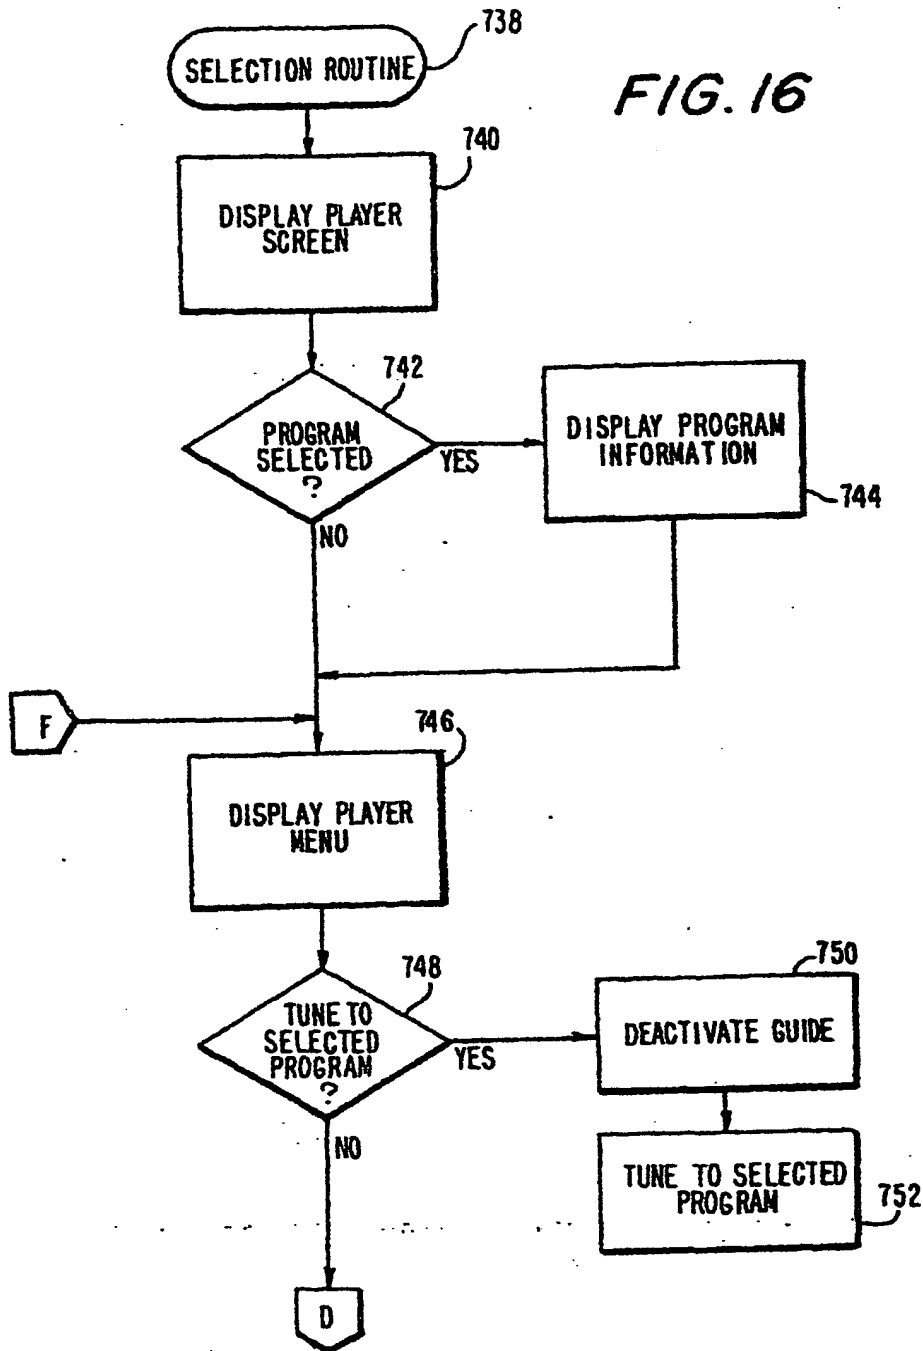 738
SELECTION ROUTINE
FIG. 16
740
DISPLAY PLAYER
SCREEN
742
PROGRAM
SELECTED
?
YES
NO
DISPLAY PROGRAM
INFORMATION
744
F
746
DISPLAY PLAYER
MENU
748
TUNE TO
SELECTED
PROGRAM
?
YES
NO
750
DEACTIVATE GUIDE
TUNE TO SELECTED
PROGRAM
752
D